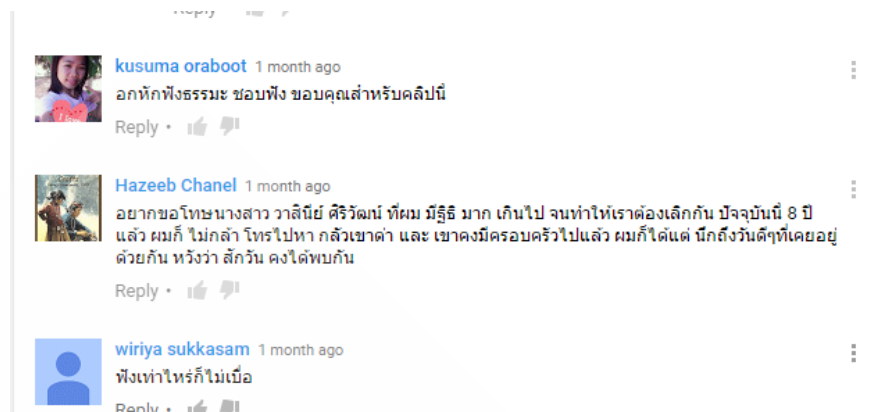 Reply
kusuma oraboot 1 month ago
อกหักฟังธรรมะ ชอบฟัง ขอบคุณสำหรับคลิปนี้
Reply •
Hazeeb Chanel 1 month ago
อยากขอโทษนางสาว วาสินีย์ ศิริวัฒน์ ที่ผม มีฐิธิ มาก เกินไป จนทำให้เราต้องเลิกกัน ปัจจุบันนี้ 8 ปี
แล้ว ผมก็ ไม่กล้า โทรไปหา กลัวเขาด่า และ เขาคงมีครอบครัวไปแล้ว ผมก็ได้แต่ นึกถึงวันดีๆที่เคยอยู่
ด้วยกัน หวังว่า สักวัน คงได้พบกัน
Reply •
wiriya sukkasam 1 month ago
ฟังเท่าไหร่ก็ไม่เบื่อ
Reply •